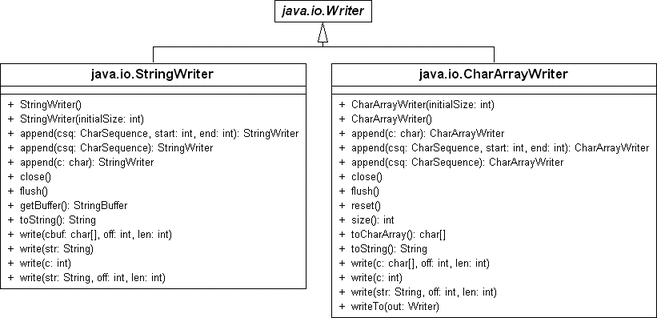 java.io.Writer
java.io.StringWriter
+ StringWriter()
+ StringWriter(initialSize: int)
+ append(csq: CharSequence, start: int, end: int): StringWriter
+ append(csq: CharSequence): StringWriter
+ append(c: char): StringWriter
+ close()
+ flush()
+ getBuffer(): StringBuffer
+ toString(): String
+ write(cbuf: char[], off: int, len: int)
+ write(str: String)
+ write(c: int)
+ write(str: String, off: int, len: int)
java.io.CharArrayWriter
+ CharArrayWriter(initialSize: int)
+ CharArrayWriter()
+ append(c: char): CharArrayWriter
+ append(csq: CharSequence, start: int, end: int): CharArrayWriter
+ append(csq: CharSequence): CharArrayWriter
+ close()
+ flush()
+ reset()
+ size(): int
+ toCharArray(): char[]
+ toString(): String
+ write(c: char[], off: int, len: int)
+ write(c: int)
+ write(str: String, off: int, len: int)
+ writeTo(out: Writer)